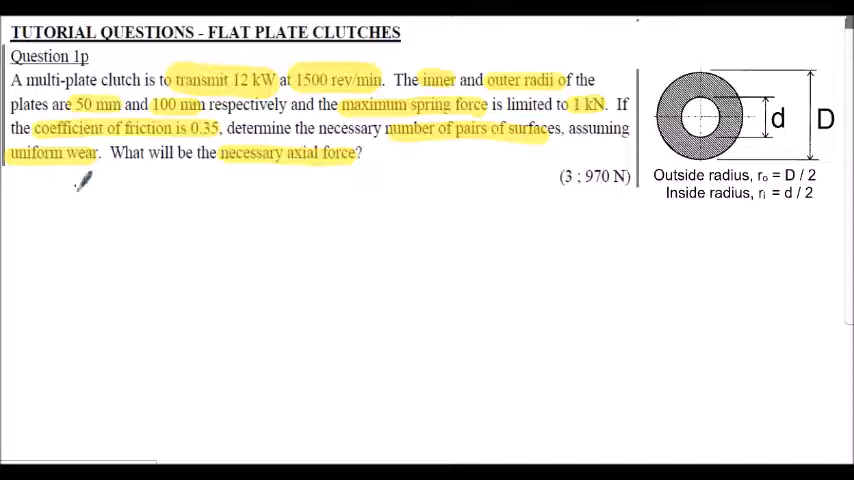 TUTORIAL QUESTIONS - FLAT PLATE CLUTCHES
Question 1p
A multi-plate clutch is to transmit 12 kW at 1500 rev/min. The inner and outer radii of the
plates are 50 mm and 100 mm respectively and the maximum spring force is limited to 1 kN. If
the coefficient of friction is 0.35, determine the necessary number of pairs of surfaces, assuming
uniform wear. What will be the necessary axial force?
(3 ; 970 N)
d
D
Outside radius, ro = D / 2
Inside radius, ri = d / 2